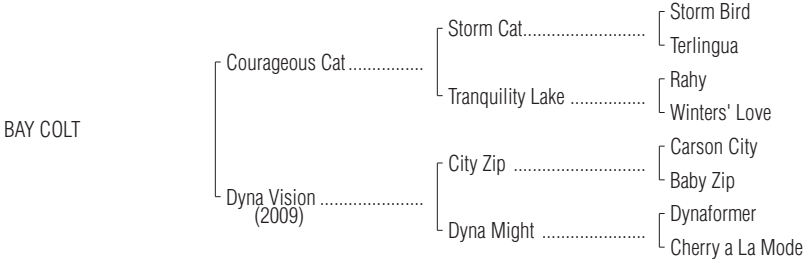 Storm Bird
Storm Cat..........................
Terlingua
Courageous Cat ................
Rahy
Tranquility Lake ................
Winters' Love
BAY COLT
Carson City
City Zip ............................
Baby Zip
Dyna Vision ......................
(2009)
Dynaformer
Dyna Might ......................
Cherry a La Mode